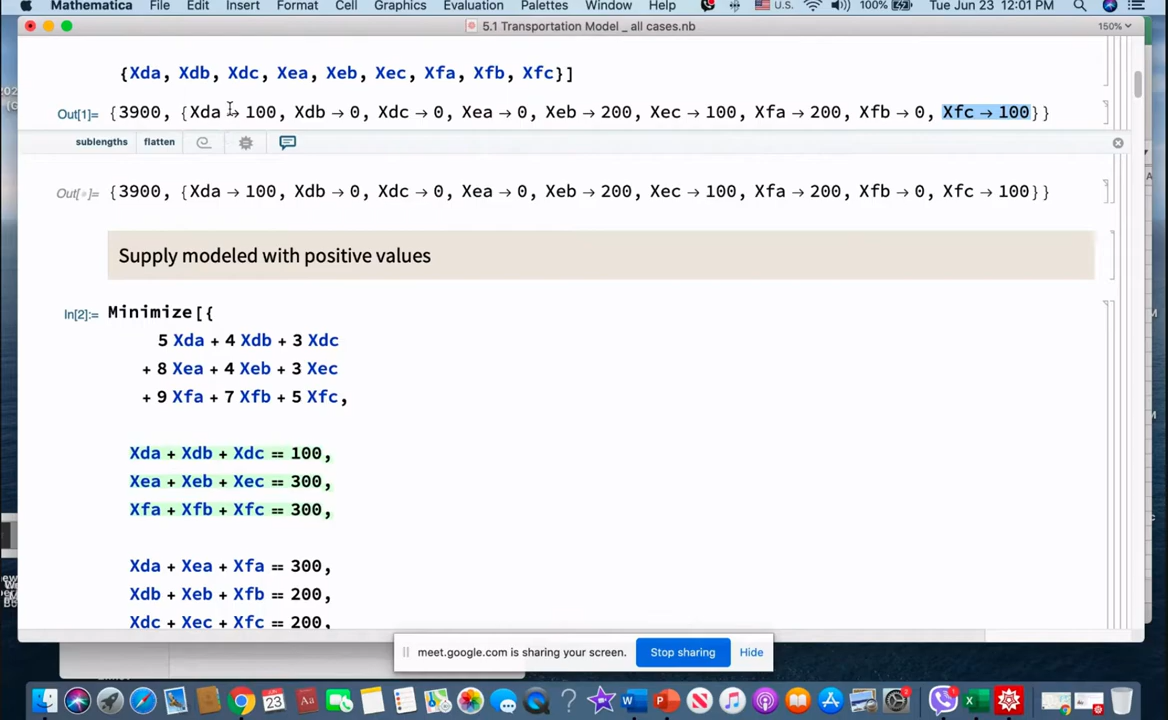 Mathematica File Edit Insert Format Cell Graphics Evaluation Palettes Window Help U.S. 100% Tue Jun 23 12:01 PM
5.1 Transportation Model _ all cases.nb 150%
{Xda, Xdb, Xdc, Xea, Xeb, Xec, Xfa, Xfb, Xfc}]
Out[1]= {3900, {Xda → 100, Xdb → 0, Xdc → 0, Xea → 0, Xeb → 200, Xec → 100, Xfa → 200, Xfb → 0, Xfc → 100}}
sublengths flatten
Out[•]= {3900, {Xda → 100, Xdb → 0, Xdc → 0, Xea → 0, Xeb → 200, Xec → 100, Xfa → 200, Xfb → 0, Xfc → 100}}
Supply modeled with positive values
In[2]:= Minimize[{
5 Xda + 4 Xdb + 3 Xdc
+ 8 Xea + 4 Xeb + 3 Xec
+ 9 Xfa + 7 Xfb + 5 Xfc,
Xda + Xdb + Xdc == 100,
Xea + Xeb + Xec == 300,
Xfa + Xfb + Xfc == 300,
Xda + Xea + Xfa == 300,
Xdb + Xeb + Xfb == 200,
Xdc + Xec + Xfc == 200,
meet.google.com is sharing your screen. Stop sharing Hide